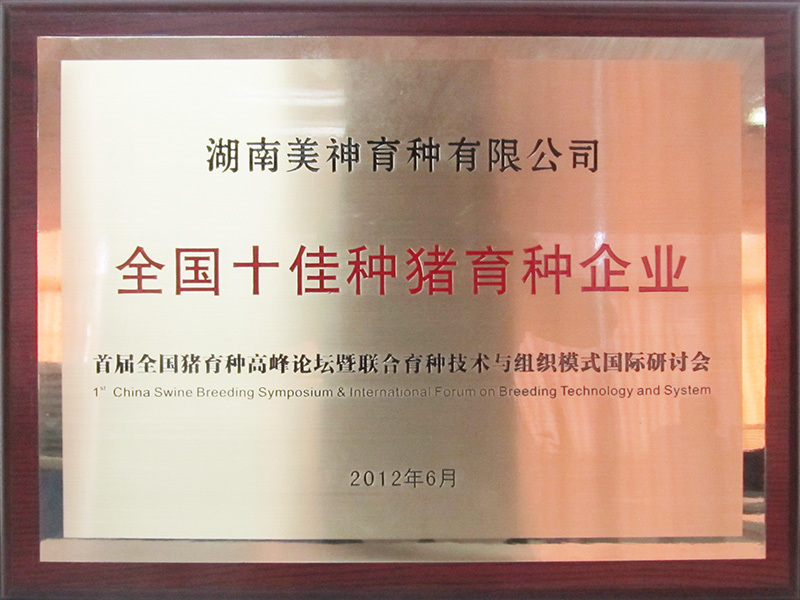 湖南美神育种有限公司
全国十佳种猪育种企业
首届全国猪育种高峰论坛暨联合育种技术与组织模式国际研讨会
1st China Swine Breeding Symposium & International Forum on Breeding Technology and System
2012年6月